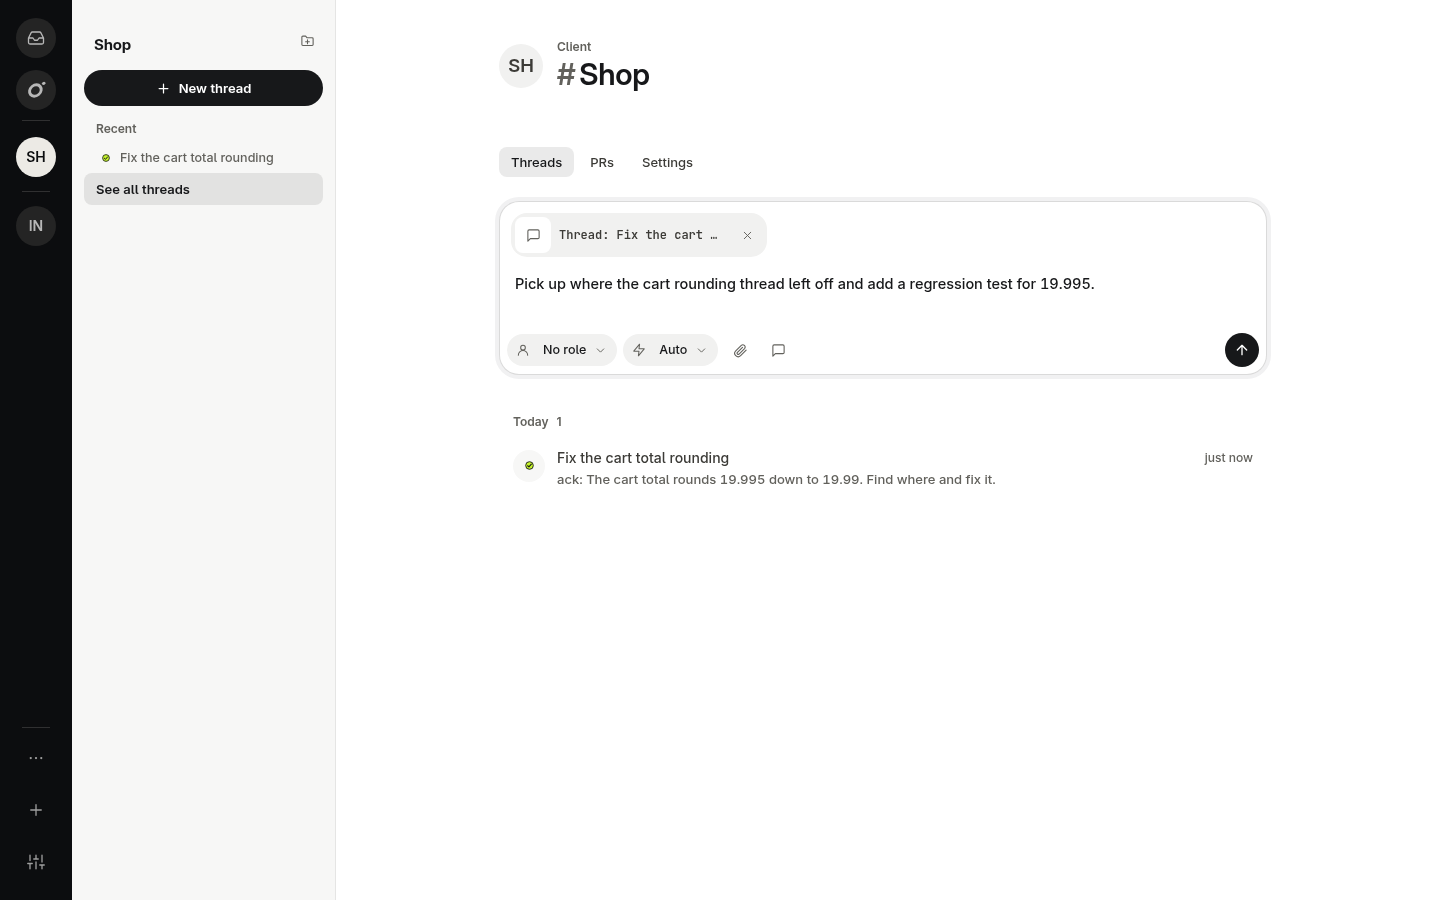 Shop
New thread
Recent
Fix the cart total rounding
See all threads
SH
IN
SH
Client
#Shop
Threads
PRs
Settings
Thread: Fix the cart …
Pick up where the cart rounding thread left off and add a regression test for 19.995.
No role
Auto
Today 1
Fix the cart total rounding
just now
ack: The cart total rounds 19.995 down to 19.99. Find where and fix it.